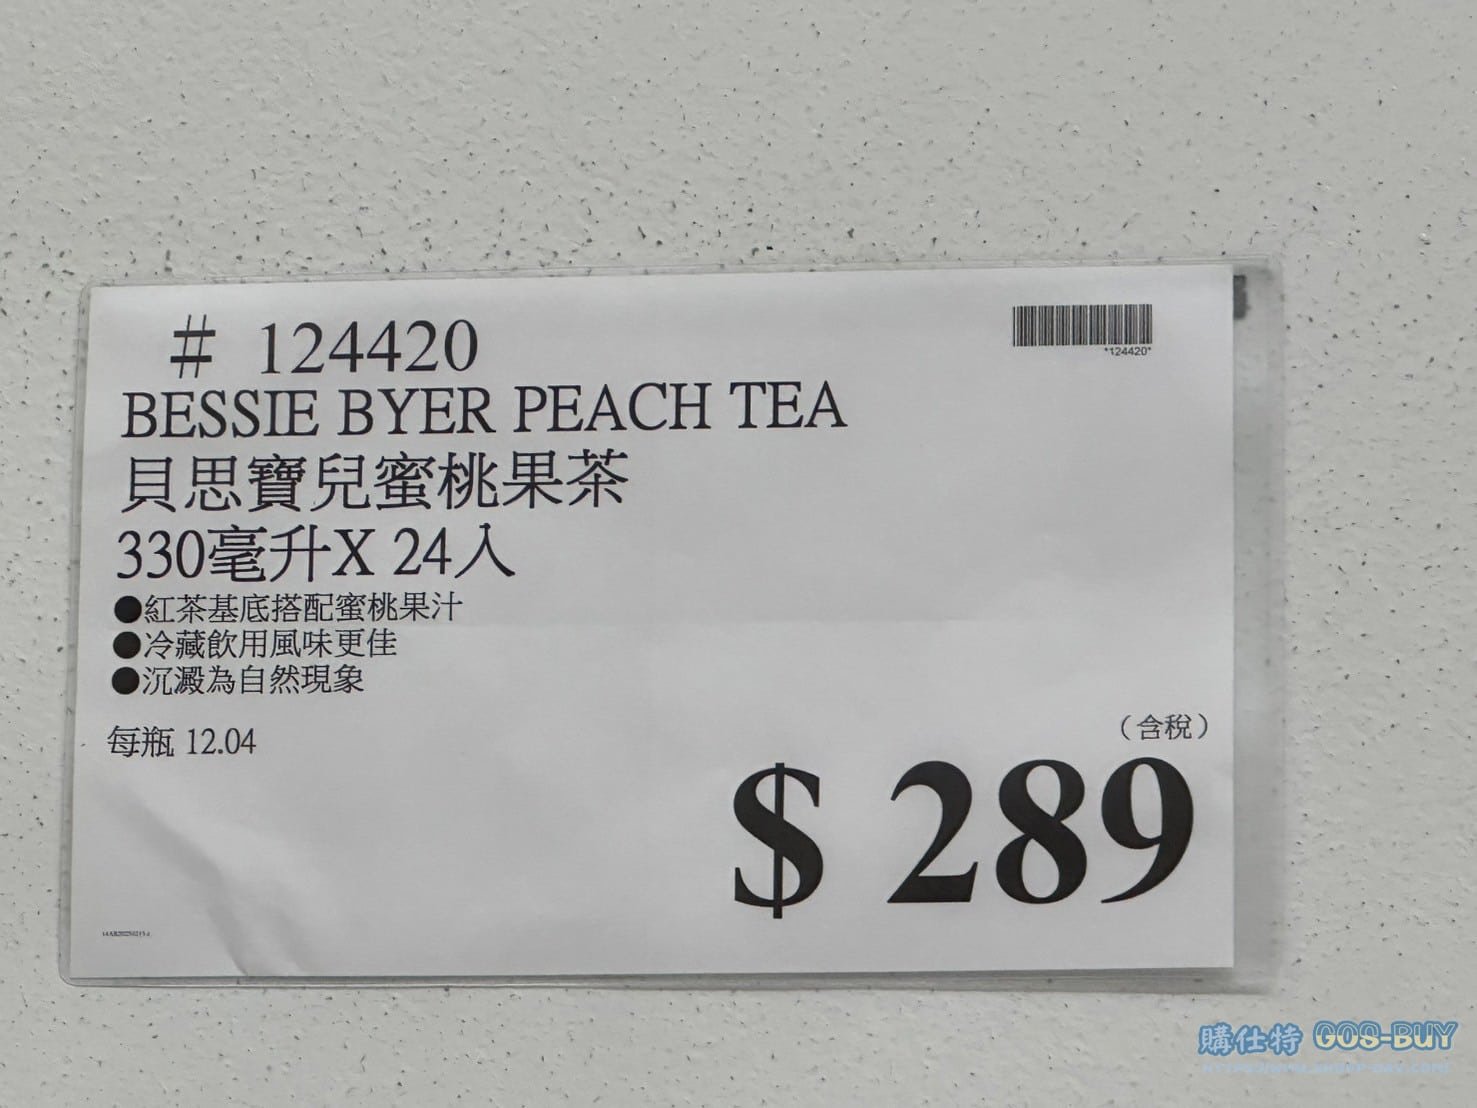 # 124420
*124420*
BESSIE BYER PEACH TEA
貝思寶兒蜜桃果茶
330毫升X 24入
●紅茶基底搭配蜜桃果汁
●冷藏飲用風味更佳
●沉澱為自然現象
每瓶 12.04
（含稅）
$ 289
購仕特 GOS-BUY